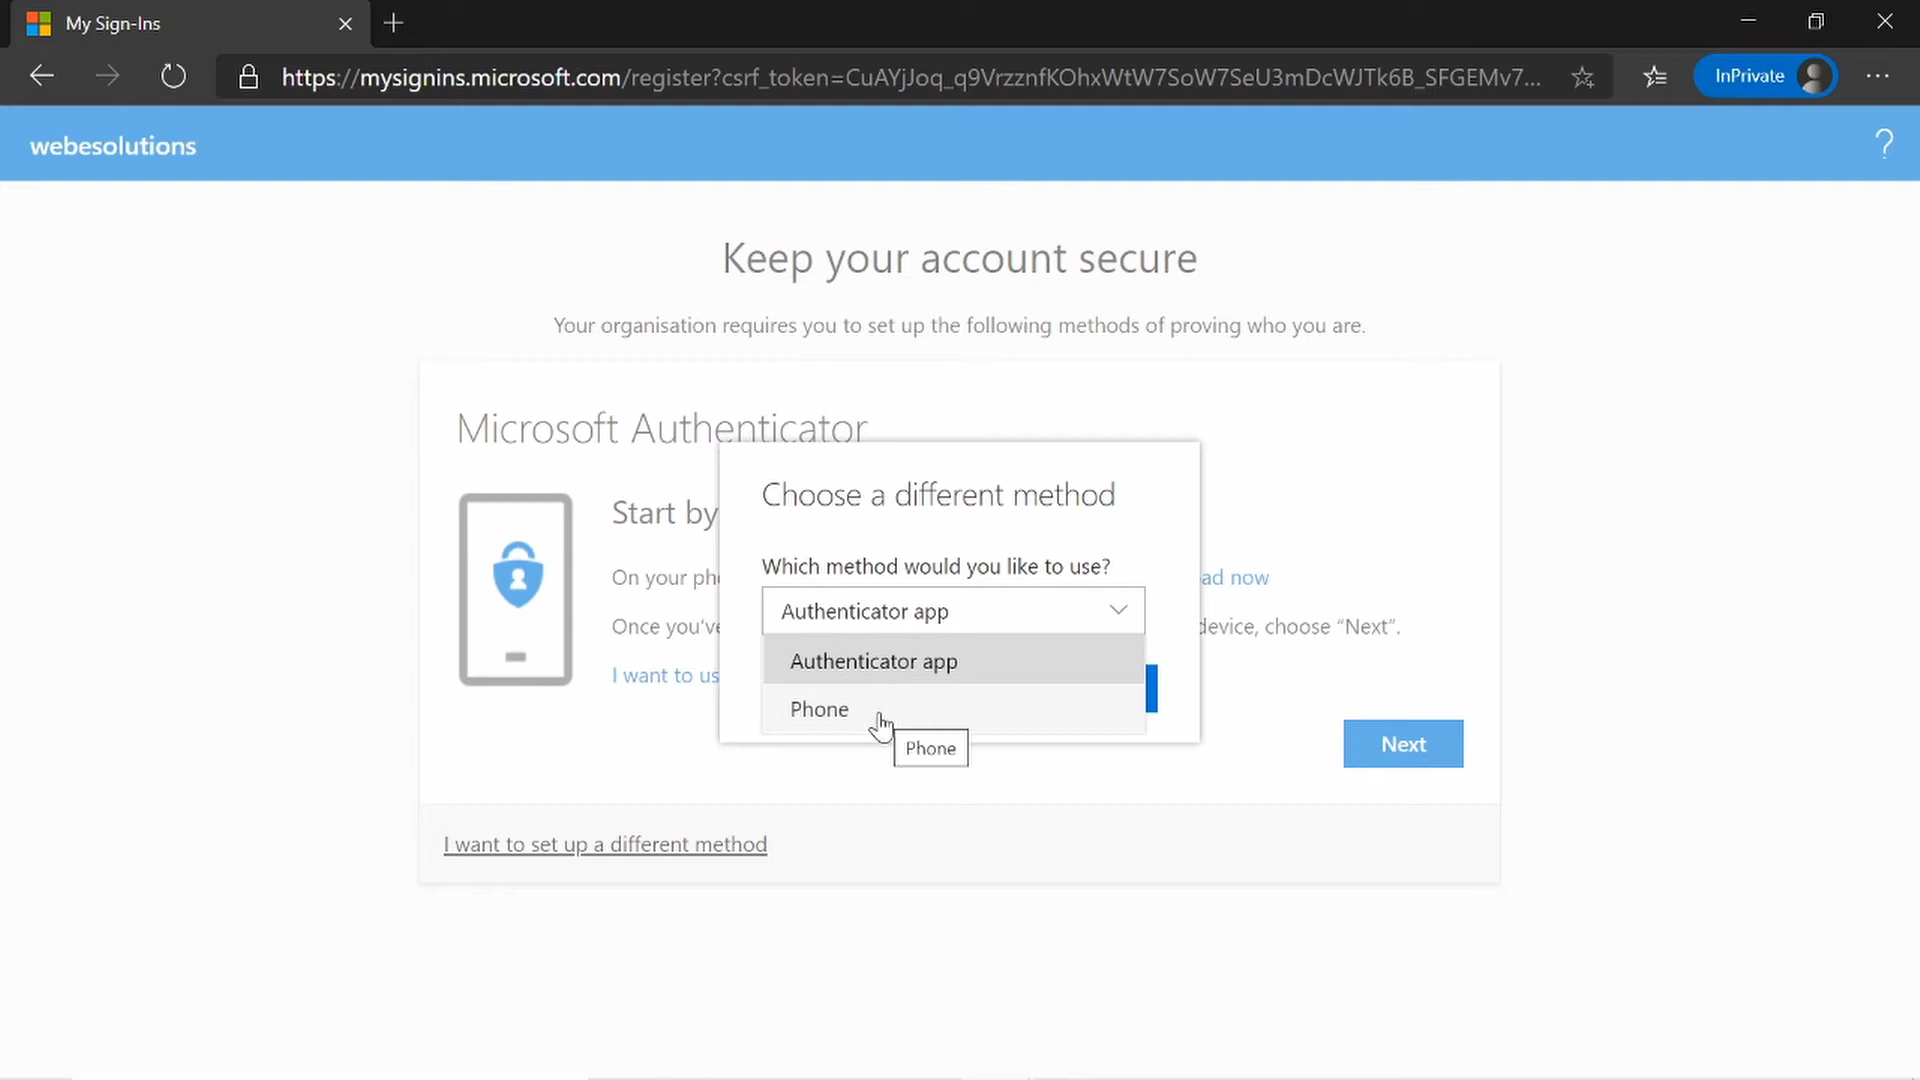 My Sign-Ins
https://mysignins.microsoft.com/register?csrf_token=CuAYjJoq_q9VrzznfKOhxWtW7SoW7SeU3mDcWJTk6B_SFGEMv7...
InPrivate
webesolutions
?
Keep your account secure
Your organisation requires you to set up the following methods of proving who you are.
Microsoft Authenticator
Choose a different method
Start by
Which method would you like to use?
On your ph
ad now
Authenticator app
Once you've
device, choose “Next”.
Authenticator app
I want to us
Phone
Phone
Next
I want to set up a different method